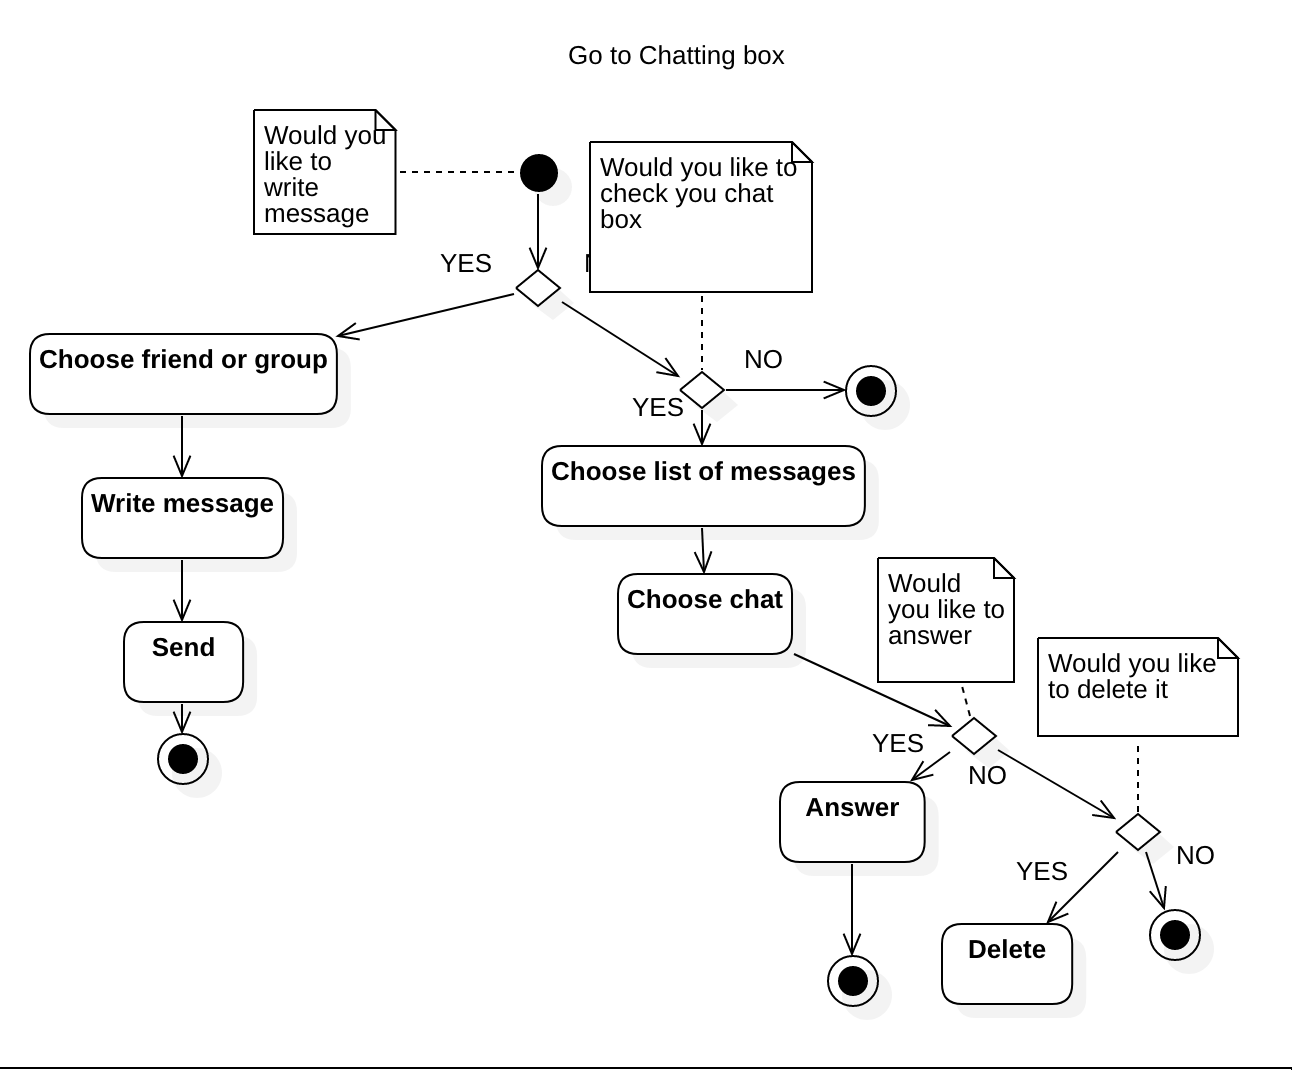 Go to Chatting box
Would you
like to
write
message
Would you like to
check you chat
box
YES
NO
YES
Choose friend or group
Choose list of messages
Write message
Choose chat
Would
you like to
answer
Send
Would you like
to delete it
YES
NO
Answer
NO
YES
Delete